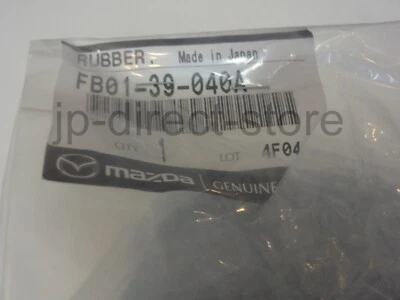 RUBBER. Made in Japan
FB01-39-040A
jp-direct-store
QTY 1 LOT 4F04
mazda GENUINE